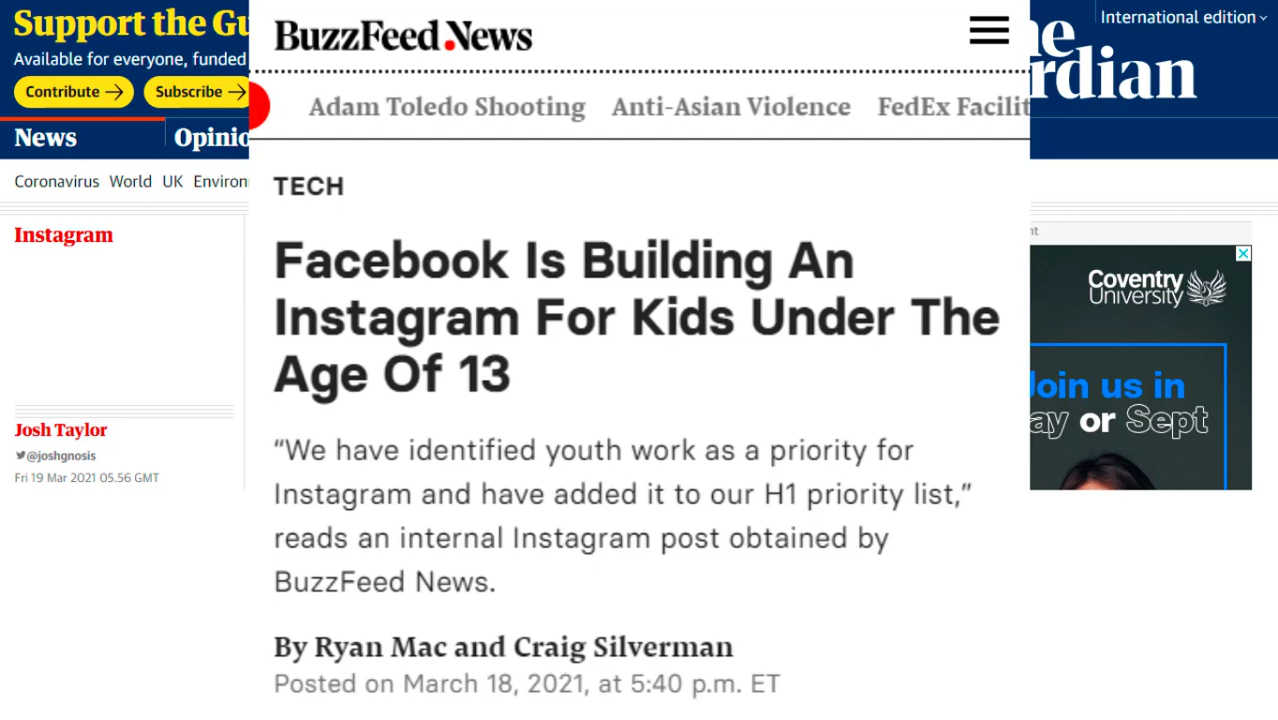 Support the Gu
Available for everyone, funded
Contribute → Subscribe →
News Opinio
Coronavirus World UK Environ
Instagram
Josh Taylor
@joshgnosis
Fri 19 Mar 2021 05.56 GMT
BuzzFeed News
Adam Toledo Shooting Anti-Asian Violence FedEx Facilit
TECH
Facebook Is Building An
Instagram For Kids Under The
Age Of 13
“We have identified youth work as a priority for
Instagram and have added it to our H1 priority list,”
reads an internal Instagram post obtained by
BuzzFeed News.
By Ryan Mac and Craig Silverman
Posted on March 18, 2021, at 5:40 p.m. ET
International edition
he
rdian
nt
Coventry
University
Join us in
ay or Sept